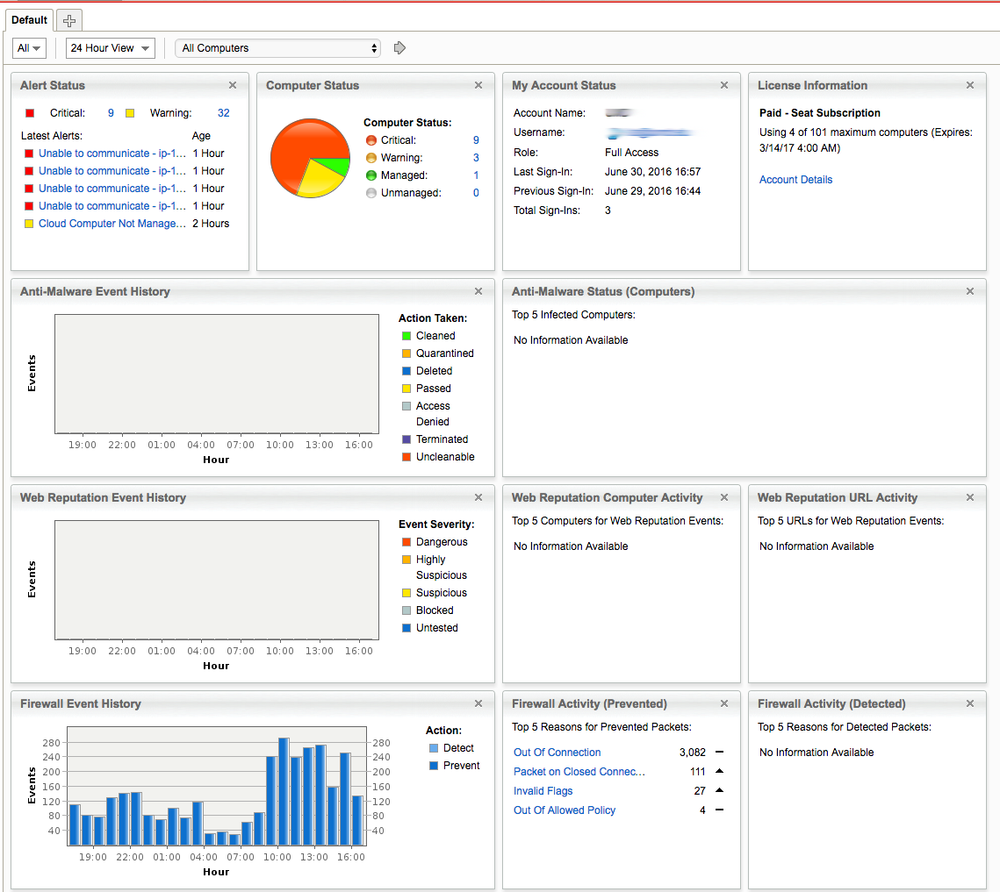 Default
All
24 Hour View
All Computers
Alert Status
Critical: 9 Warning: 32
Latest Alerts: Age
Unable to communicate - ip-1... 1 Hour
Unable to communicate - ip-1... 1 Hour
Unable to communicate - ip-1... 1 Hour
Unable to communicate - ip-1... 1 Hour
Cloud Computer Not Manage... 2 Hours
Computer Status
Computer Status:
Critical: 9
Warning: 3
Managed: 1
Unmanaged: 0
My Account Status
Account Name:
Username:
Role: Full Access
Last Sign-In: June 30, 2016 16:57
Previous Sign-In: June 29, 2016 16:44
Total Sign-Ins: 3
License Information
Paid - Seat Subscription
Using 4 of 101 maximum computers (Expires:
3/14/17 4:00 AM)
Account Details
Anti-Malware Event History
Events
19:00 22:00 01:00 04:00 07:00 10:00 13:00 16:00
Hour
Action Taken:
Cleaned
Quarantined
Deleted
Passed
Access
Denied
Terminated
Uncleanable
Anti-Malware Status (Computers)
Top 5 Infected Computers:
No Information Available
Web Reputation Event History
Events
19:00 22:00 01:00 04:00 07:00 10:00 13:00 16:00
Hour
Event Severity:
Dangerous
Highly
Suspicious
Suspicious
Blocked
Untested
Web Reputation Computer Activity
Top 5 Computers for Web Reputation Events:
No Information Available
Web Reputation URL Activity
Top 5 URLs for Web Reputation Events:
No Information Available
Firewall Event History
Events
280 280
240 240
200 200
160 160
120 120
80 80
40 40
19:00 22:00 01:00 04:00 07:00 10:00 13:00 16:00
Hour
Action:
Detect
Prevent
Firewall Activity (Prevented)
Top 5 Reasons for Prevented Packets:
Out Of Connection 3,082
Packet on Closed Connec... 111
Invalid Flags 27
Out Of Allowed Policy 4
Firewall Activity (Detected)
Top 5 Reasons for Detected Packets:
No Information Available